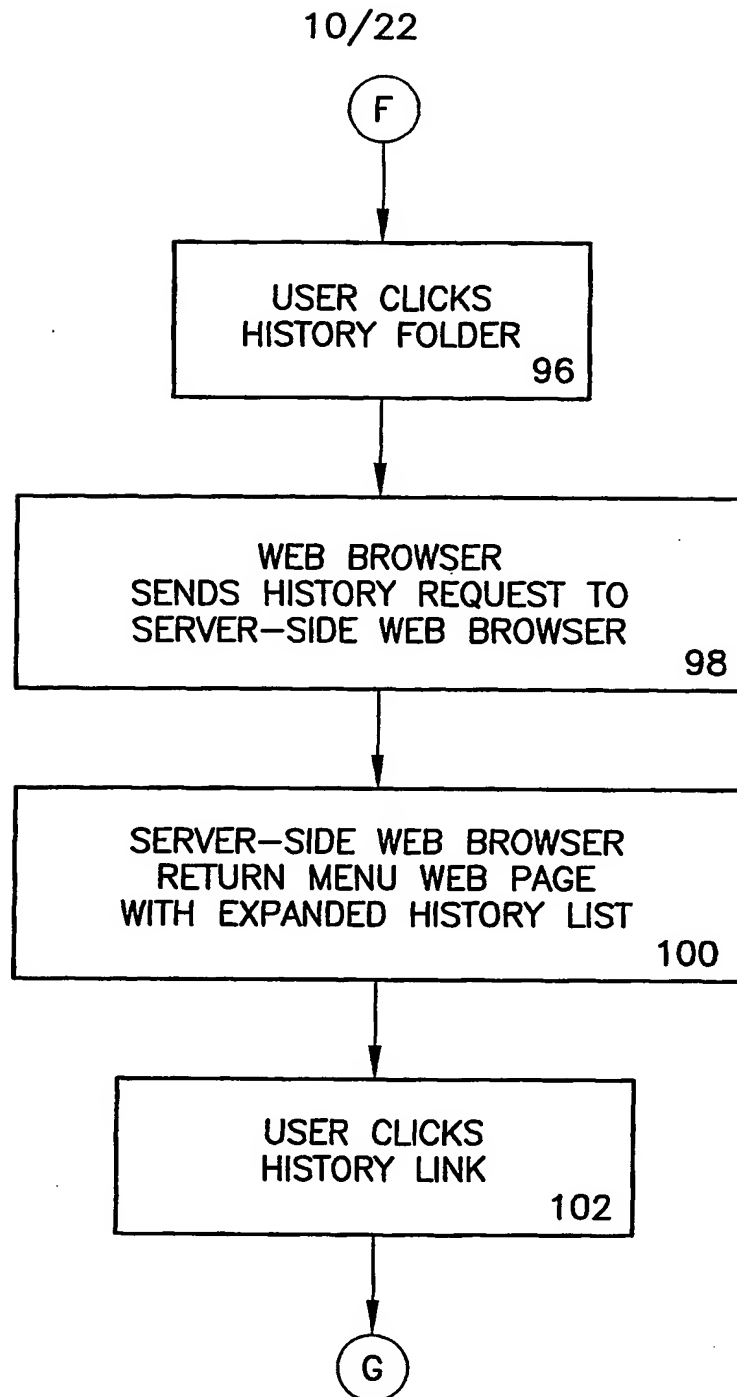 10/22
F
USER CLICKS
HISTORY FOLDER
96
WEB BROWSER
SENDS HISTORY REQUEST TO
SERVER–SIDE WEB BROWSER
98
SERVER–SIDE WEB BROWSER
RETURN MENU WEB PAGE
WITH EXPANDED HISTORY LIST
100
USER CLICKS
HISTORY LINK
102
G